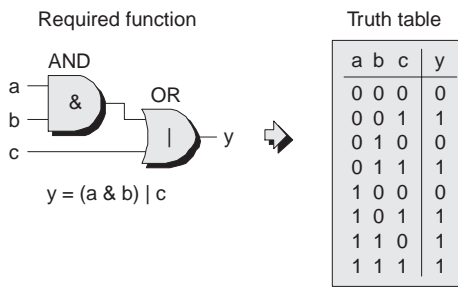 Required function
AND
a
&
b
OR
|
y
c
y = (a & b) | c
Truth table
a b c y
0 0 0 0
0 0 1 1
0 1 0 0
0 1 1 1
1 0 0 0
1 0 1 1
1 1 0 1
1 1 1 1